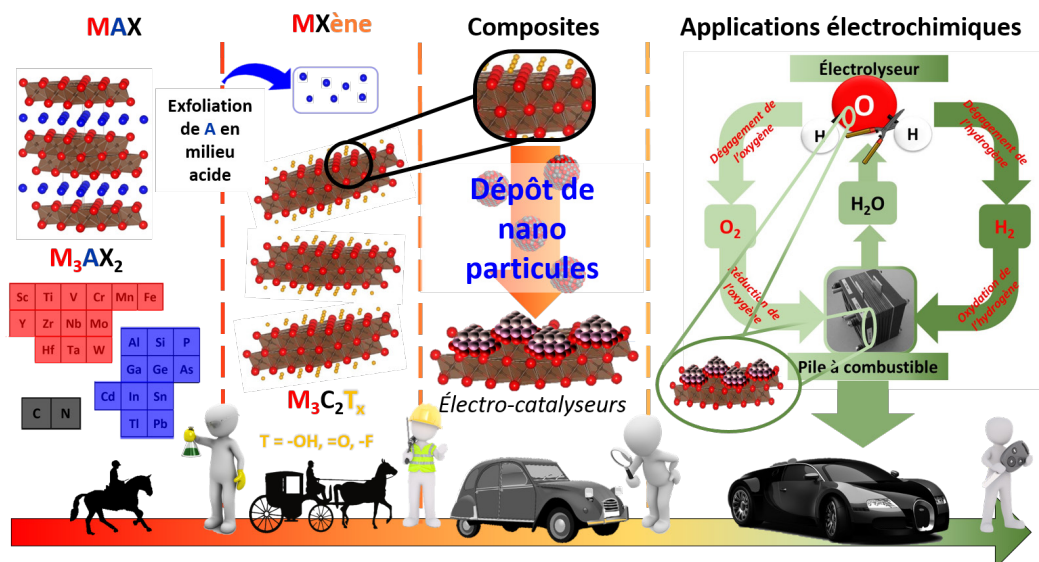 MAX
MXène
Composites
Applications électrochimiques
Exfoliation
de A en
milieu
acide
M₃AX₂
Sc Ti V Cr Mn Fe
Y Zr Nb Mo
Hf Ta W
Al Si P
Ga Ge As
Cd In Sn
Tl Pb
C N
M₃C₂Tₓ
T = -OH, =O, -F
Dépôt de
nano
particules
Électro-catalyseurs
Électrolyseur
O
H
H
Dégagement de
l'oxygène
Dégagement de
l'hydrogène
O₂
H₂O
H₂
Réduction de
l'oxygène
Oxydation de
l'hydrogène
Pile à combustible